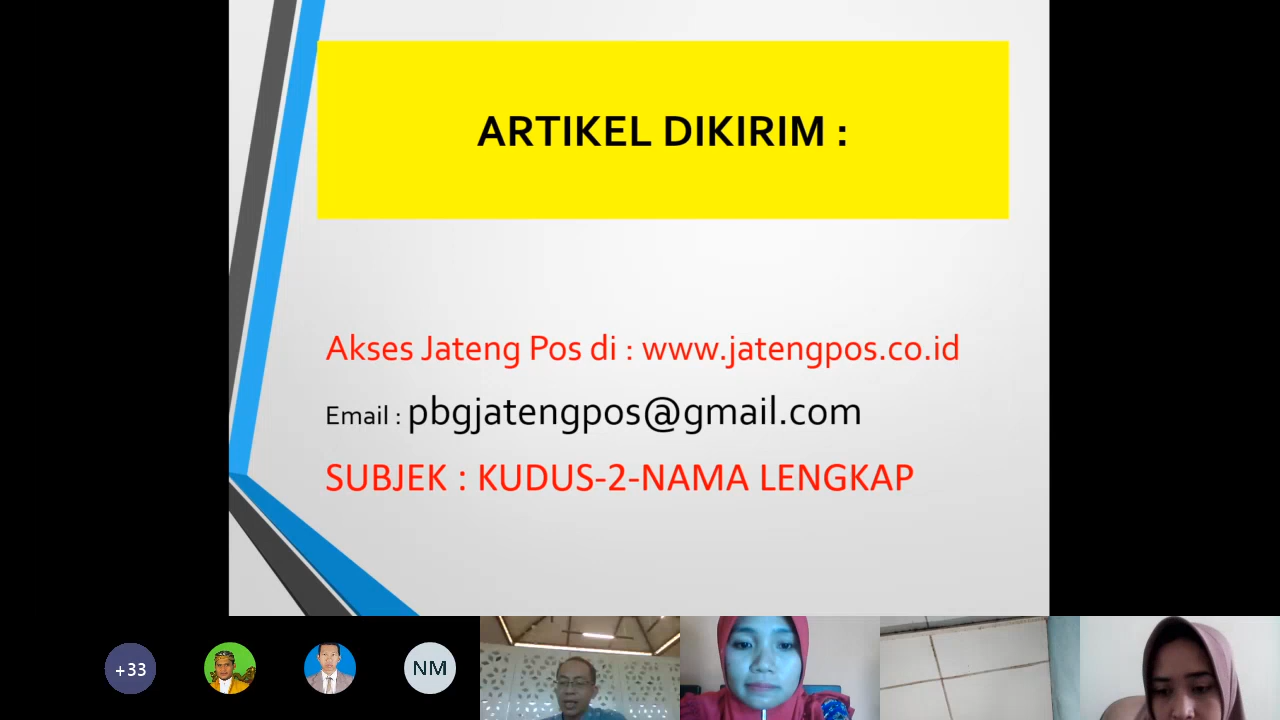 ARTIKEL DIKIRIM :
Akses Jateng Pos di : www.jatengpos.co.id
Email : pbgjatengpos@gmail.com
SUBJEK : KUDUS-2-NAMA LENGKAP
+33
NM